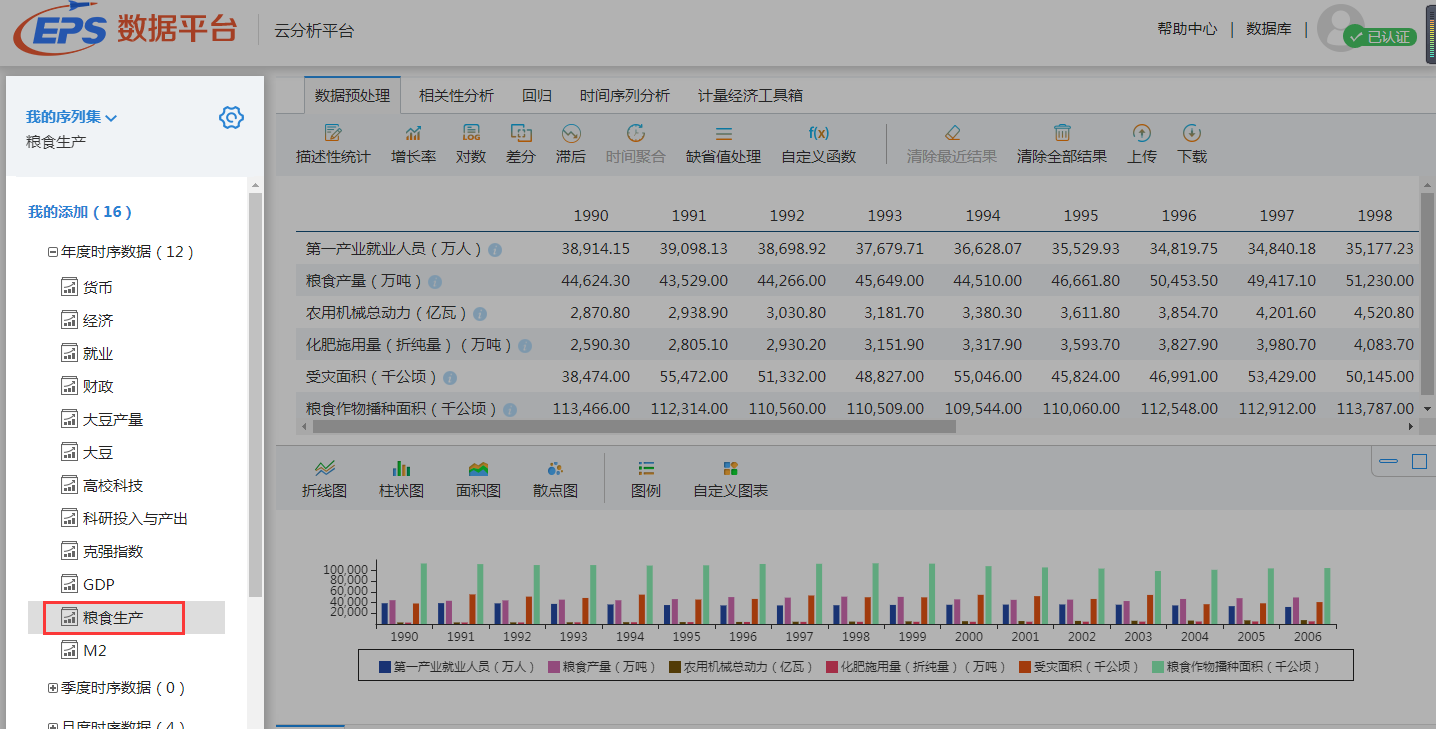 EPS 数据平台 云分析平台 帮助中心 | 数据库 | 已认证
我的序列集
粮食生产
我的添加（16）
年度时序数据（12）
货币
经济
就业
财政
大豆产量
大豆
高校科技
科研投入与产出
克强指数
GDP
粮食生产
M2
季度时序数据（0）
月度时序数据（4）
数据预处理 相关性分析 回归 时间序列分析 计量经济工具箱
LOG f(x)
描述性统计 增长率 对数 差分 滞后 时间聚合 缺省值处理 自定义函数 清除最近结果 清除全部结果 上传 下载
1990 1991 1992 1993 1994 1995 1996 1997 1998
第一产业就业人员（万人） 38,914.15 39,098.13 38,698.92 37,679.71 36,628.07 35,529.93 34,819.75 34,840.18 35,177.23
粮食产量（万吨） 44,624.30 43,529.00 44,266.00 45,649.00 44,510.00 46,661.80 50,453.50 49,417.10 51,230.00
农用机械总动力（亿瓦） 2,870.80 2,938.90 3,030.80 3,181.70 3,380.30 3,611.80 3,854.70 4,201.60 4,520.80
化肥施用量（折纯量）（万吨） 2,590.30 2,805.10 2,930.20 3,151.90 3,317.90 3,593.70 3,827.90 3,980.70 4,083.70
受灾面积（千公顷） 38,474.00 55,472.00 51,332.00 48,827.00 55,046.00 45,824.00 46,991.00 53,429.00 50,145.00
粮食作物播种面积（千公顷） 113,466.00 112,314.00 110,560.00 110,509.00 109,544.00 110,060.00 112,548.00 112,912.00 113,787.00
折线图 柱状图 面积图 散点图 图例 自定义图表
100,000
80,000
60,000
40,000
20,000
1990 1991 1992 1993 1994 1995 1996 1997 1998 1999 2000 2001 2002 2003 2004 2005 2006
第一产业就业人员（万人） 粮食产量（万吨） 农用机械总动力（亿瓦） 化肥施用量（折纯量）（万吨） 受灾面积（千公顷） 粮食作物播种面积（千公顷）